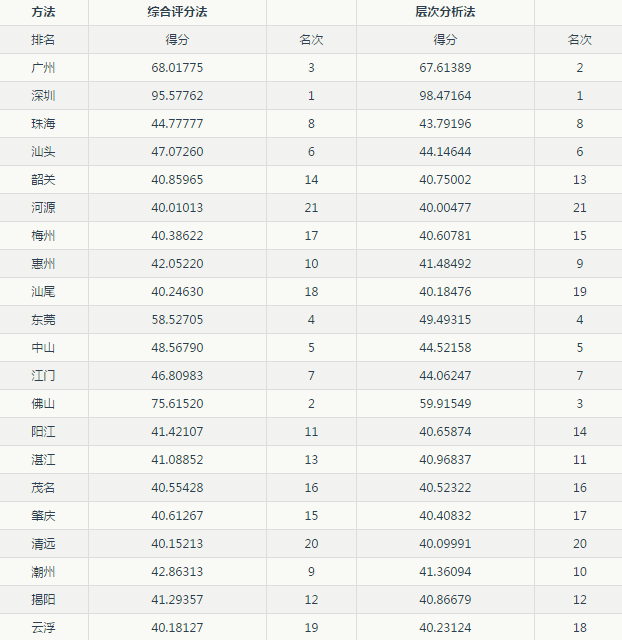 方法 综合评分法 层次分析法
排名 得分 名次 得分 名次
广州 68.01775 3 67.61389 2
深圳 95.57762 1 98.47164 1
珠海 44.77777 8 43.79196 8
汕头 47.07260 6 44.14644 6
韶关 40.85965 14 40.75002 13
河源 40.01013 21 40.00477 21
梅州 40.38622 17 40.60781 15
惠州 42.05220 10 41.48492 9
汕尾 40.24630 18 40.18476 19
东莞 58.52705 4 49.49315 4
中山 48.56790 5 44.52158 5
江门 46.80983 7 44.06247 7
佛山 75.61520 2 59.91549 3
阳江 41.42107 11 40.65874 14
湛江 41.08852 13 40.96837 11
茂名 40.55428 16 40.52322 16
肇庆 40.61267 15 40.40832 17
清远 40.15213 20 40.09991 20
潮州 42.86313 9 41.36094 10
揭阳 41.29357 12 40.86679 12
云浮 40.18127 19 40.23124 18